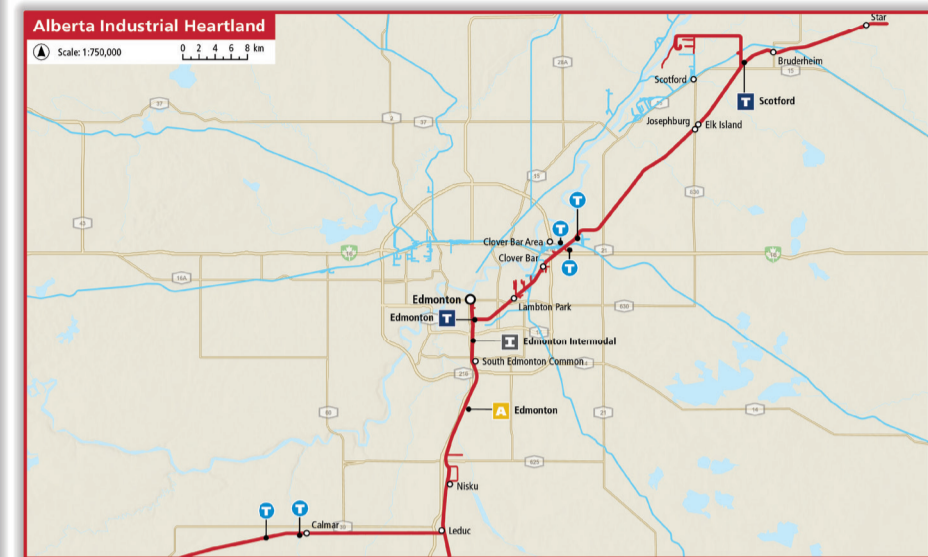 Alberta Industrial Heartland
Scale: 1:750,000
0 2 4 6 8 km
Star
28A
Bruderheim
15
Scotford
T Scotford
37
2
37
Josephburg
Elk Island
15
830
T
43
T
Clover Bar Area
16
21
16
Clover Bar
T
16A
Edmonton
Lambton Park
630
Edmonton T
I Edmonton Intermodal
South Edmonton Common
216
A Edmonton
60
21
14
625
Nisku
T
T
Calmar
39
Leduc